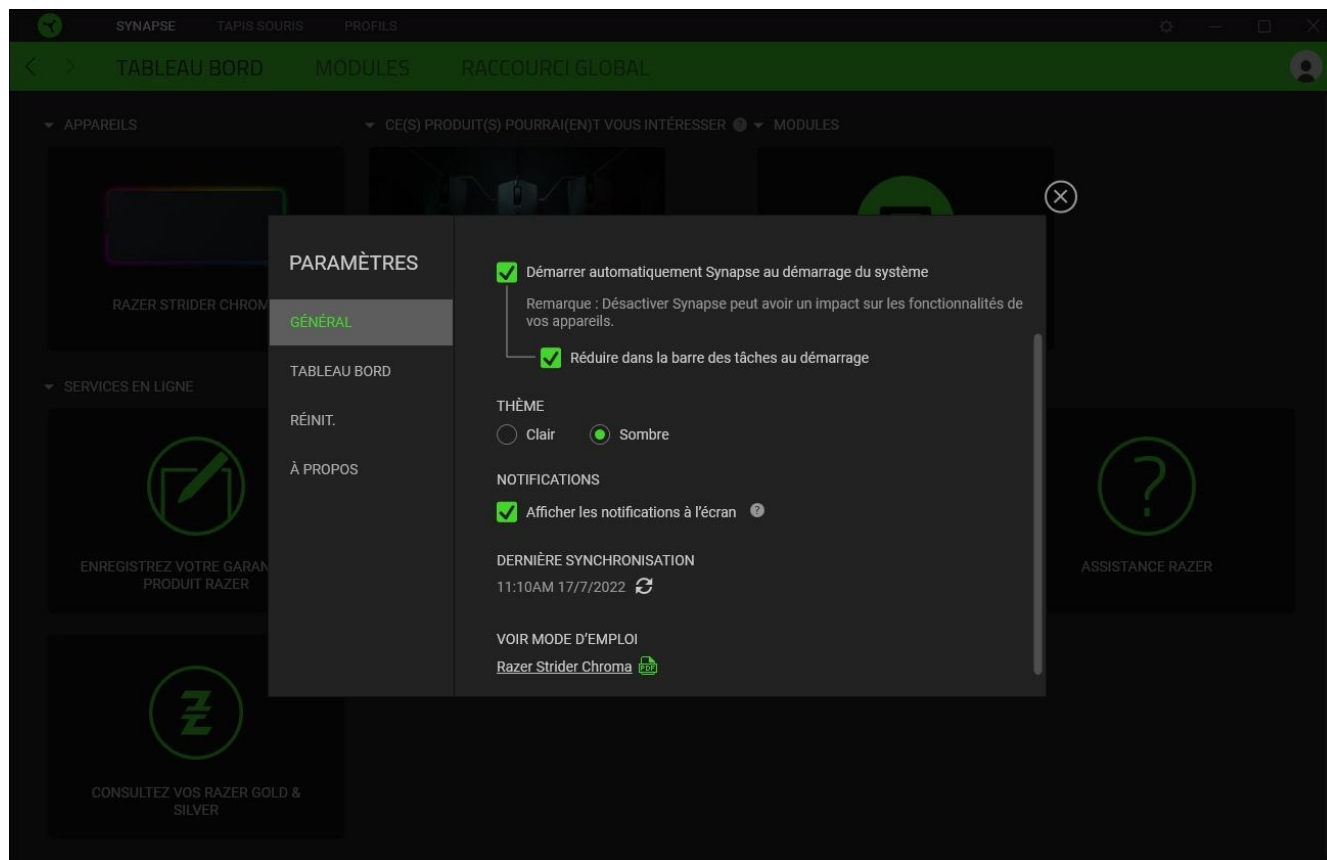 SYNAPSE TAPIS SOURIS PROFILS
TABLEAU BORD MODULES RACCOURCI GLOBAL
APPAREILS CE(S) PRODUIT(S) POURRAI(EN)T VOUS INTÉRESSER ? MODULES
RAZER STRIDER CHROM
SERVICES EN LIGNE
ENREGISTREZ VOTRE GARAN
PRODUIT RAZER
CONSULTEZ VOS RAZER GOLD &
SILVER
PARAMÈTRES
GÉNÉRAL
TABLEAU BORD
RÉINIT.
À PROPOS
Démarrer automatiquement Synapse au démarrage du système
Remarque : Désactiver Synapse peut avoir un impact sur les fonctionnalités de
vos appareils.
Réduire dans la barre des tâches au démarrage
THÈME
Clair Sombre
NOTIFICATIONS
Afficher les notifications à l'écran ?
DERNIÈRE SYNCHRONISATION
11:10AM 17/7/2022
VOIR MODE D'EMPLOI
Razer Strider Chroma PDF
?
ASSISTANCE RAZER